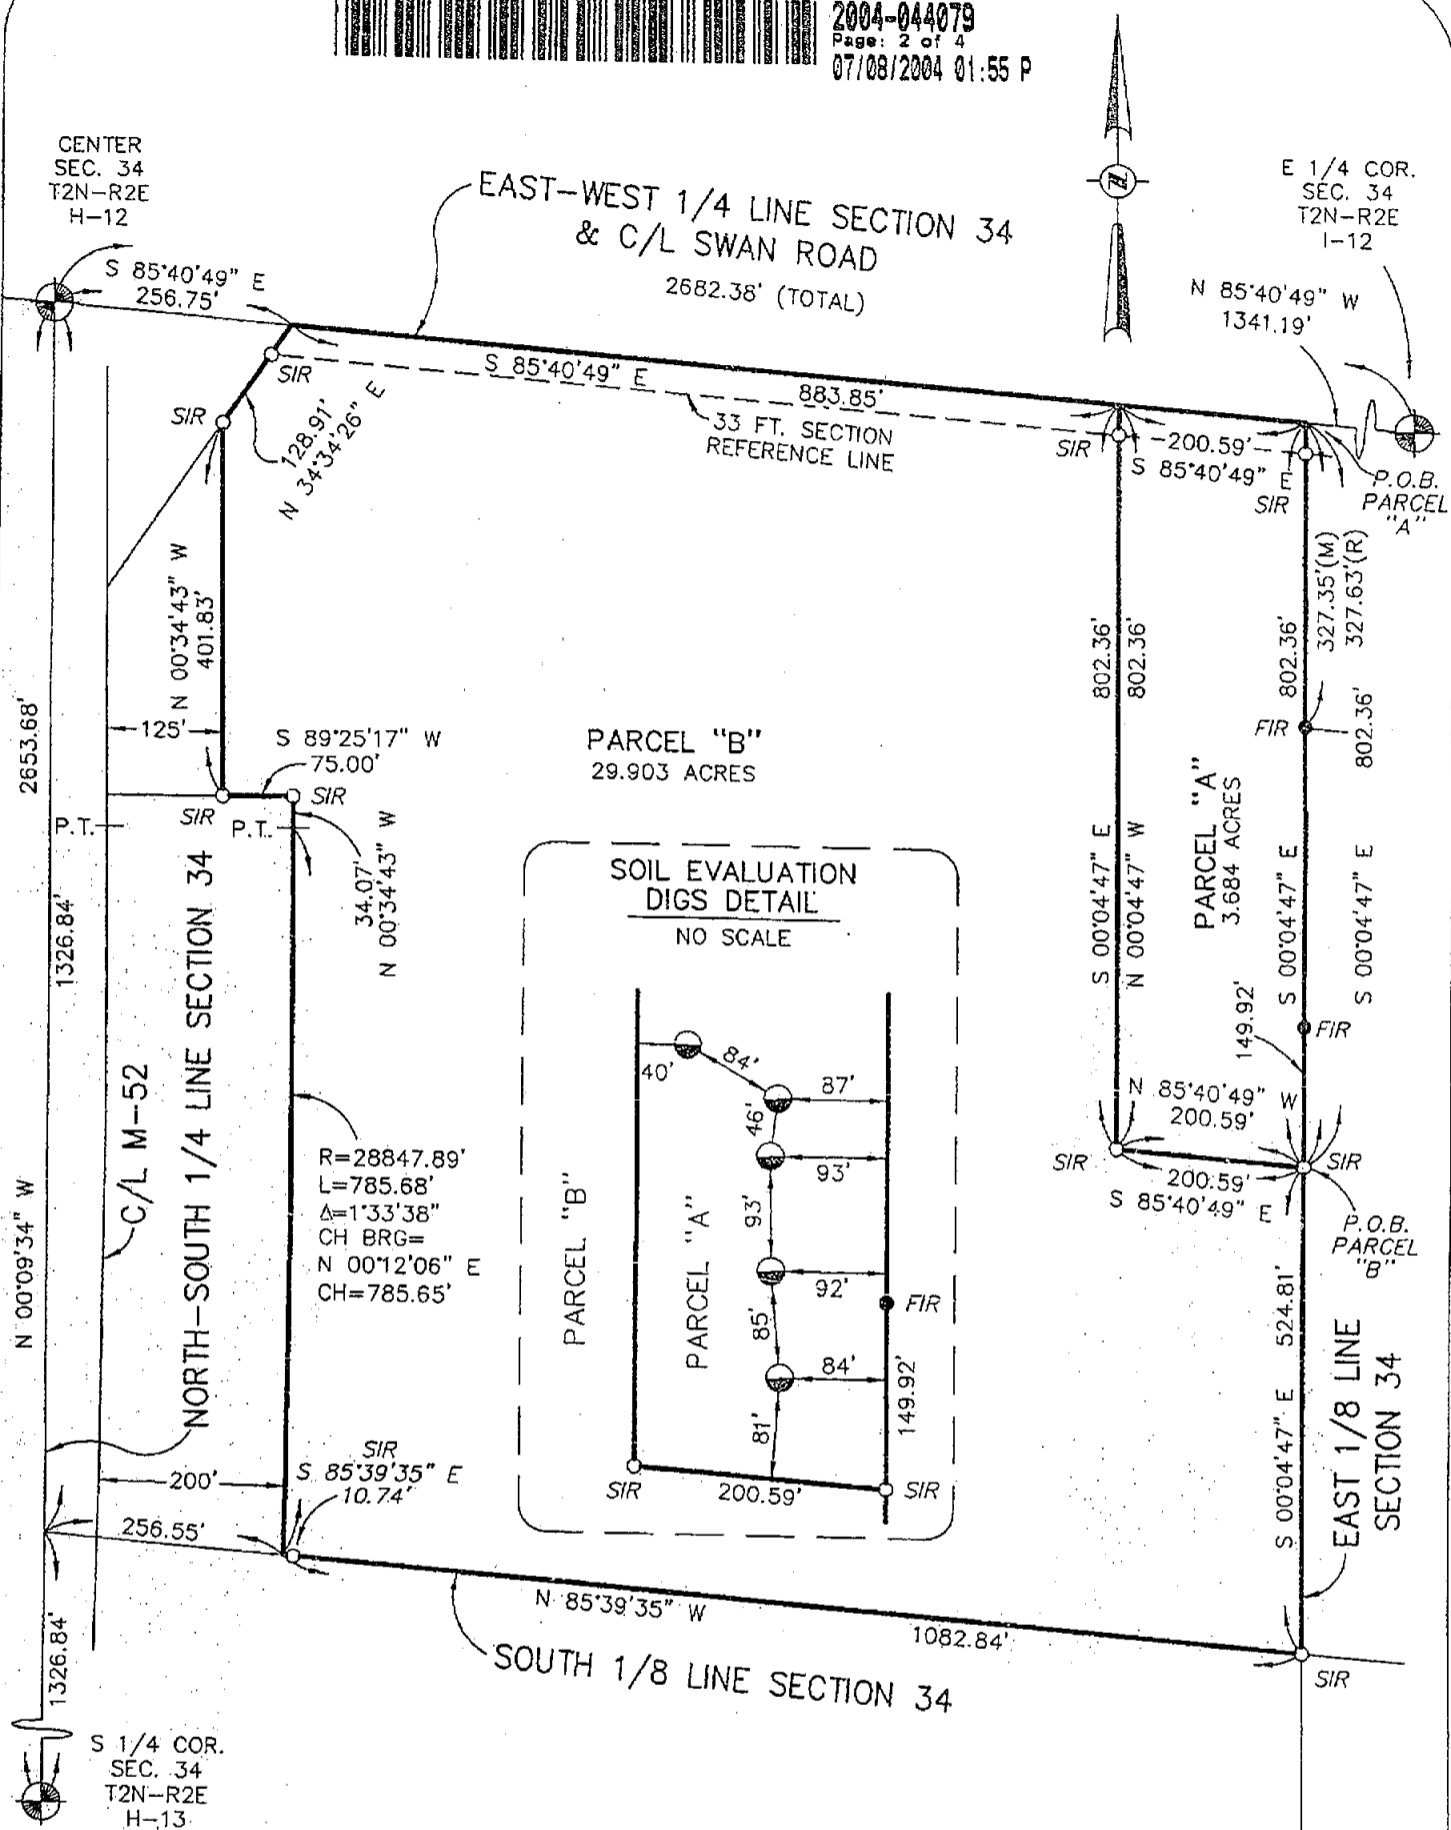 2004-044079
Page: 2 of 4
07/08/2004 01:55 P
CENTER
SEC. 34
T2N-R2E
H-12
EAST-WEST 1/4 LINE SECTION 34
& C/L SWAN ROAD
2682.38' (TOTAL)
E 1/4 COR.
SEC. 34
T2N-R2E
I-12
S 85°40'49" E
256.75'
N 85°40'49" W
1341.19'
SIR
S 85°40'49" E
883.85'
33 FT. SECTION
REFERENCE LINE
SIR
128.91'
N 34°34'26" E
SIR
200.59'
S 85°40'49" E
SIR
P.O.B.
PARCEL
"A"
N 00°34'43" W
401.83'
327.35'(M)
327.63'(R)
802.36'
802.36'
802.36'
802.36'
FIR
2653.68'
125'
S 89°25'17" W
75.00'
SIR
SIR
P.T.
P.T.
34.07'
N 00°34'43" W
PARCEL "B"
29.903 ACRES
PARCEL "A"
3.684 ACRES
S 00°04'47" E
N 00°04'47" W
S 00°04'47" E
S 00°04'47" E
1326.84'
NORTH-SOUTH 1/4 LINE SECTION 34
C/L M-52
N 00°09'34" W
SOIL EVALUATION
DIGS DETAIL
NO SCALE
40'
84'
87'
46'
93'
93'
92'
85'
84'
81'
PARCEL "B"
PARCEL "A"
FIR
149.92'
SIR
200.59'
SIR
149.92'
FIR
N 85°40'49" W
200.59'
SIR
SIR
200.59'
S 85°40'49" E
P.O.B.
PARCEL
"B"
R=28847.89'
L=785.68'
Δ=1°33'38"
CH BRG=
N 00°12'06" E
CH=785.65'
524.81'
S 00°04'47" E
EAST 1/8 LINE
SECTION 34
SIR
S 85°39'35" E
10.74'
200'
256.55'
N 85°39'35" W
1082.84'
SOUTH 1/8 LINE SECTION 34
SIR
1326.84'
S 1/4 COR.
SEC. 34
T2N-R2E
H-13